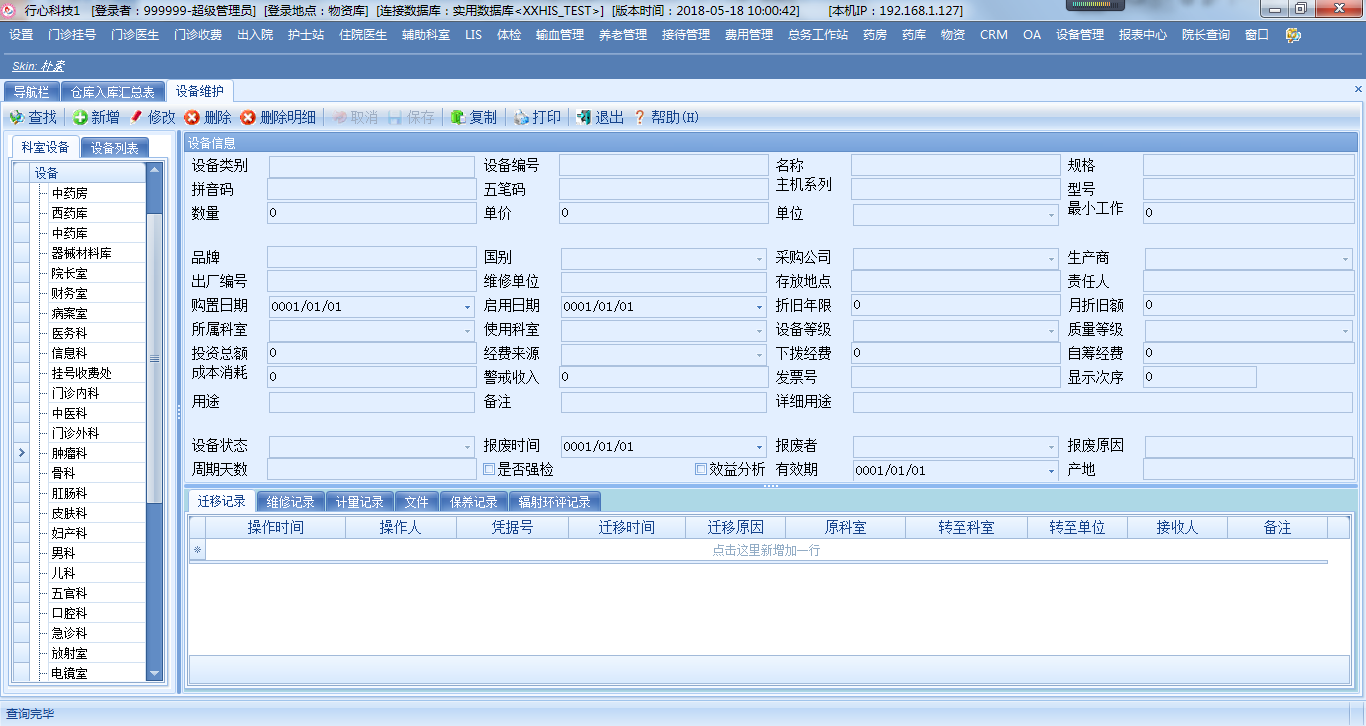 行心科技1 [登录者：999999-超级管理员] [登录地点：物资库] [连接数据库：实用数据库<XXHIS_TEST>] [版本时间：2018-05-18 10:00:42] [本机IP：192.168.1.127]
设置 门诊挂号 门诊医生 门诊收费 出入院 护士站 住院医生 辅助科室 LIS 体检 输血管理 养老管理 接待管理 费用管理 总务工作站 药房 药库 物资 CRM OA 设备管理 报表中心 院长查询 窗口
Skin: 朴素
导航栏 仓库入库汇总表 设备维护
查找 新增 修改 删除 删除明细 取消 保存 复制 打印 退出 帮助(H)
科室设备 设备列表
设备
中药房
西药库
中药库
器械材料库
院长室
财务室
病案室
医务科
信息科
挂号收费处
门诊内科
中医科
门诊外科
肿瘤科
骨科
肛肠科
皮肤科
妇产科
男科
儿科
五官科
口腔科
急诊科
放射室
电镜室
设备信息
设备类别 设备编号 名称 规格
拼音码 五笔码 主机系列 型号
数量 0 单价 0 单位 最小工作 0
品牌 国别 采购公司 生产商
出厂编号 维修单位 存放地点 责任人
购置日期 0001/01/01 启用日期 0001/01/01 折旧年限 0 月折旧额 0
所属科室 使用科室 设备等级 质量等级
投资总额 0 经费来源 下拨经费 0 自筹经费 0
成本消耗 0 警戒收入 0 发票号 显示次序 0
用途 备注 详细用途
设备状态 报废时间 0001/01/01 报废者 报废原因
周期天数 是否强检 效益分析 有效期 0001/01/01 产地
迁移记录 维修记录 计量记录 文件 保养记录 辐射环评记录
操作时间 操作人 凭据号 迁移时间 迁移原因 原科室 转至科室 转至单位 接收人 备注
点击这里新增加一行
查询完毕